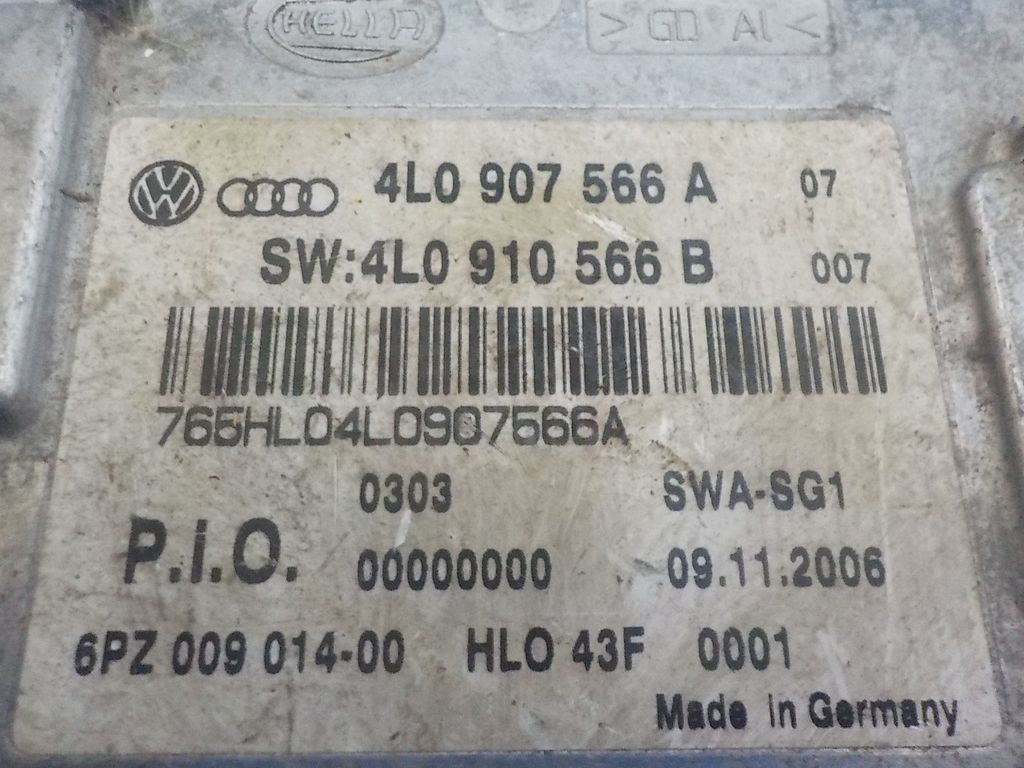 HELLA > GD Al <
4L0 907 566 A 07
SW:4L0 910 566 B 007
765HLO4L0907566A
0303 SWA-SG1
P.i.O. 00000000 09.11.2006
6PZ 009 014-00 HLO 43F 0001
Made in Germany